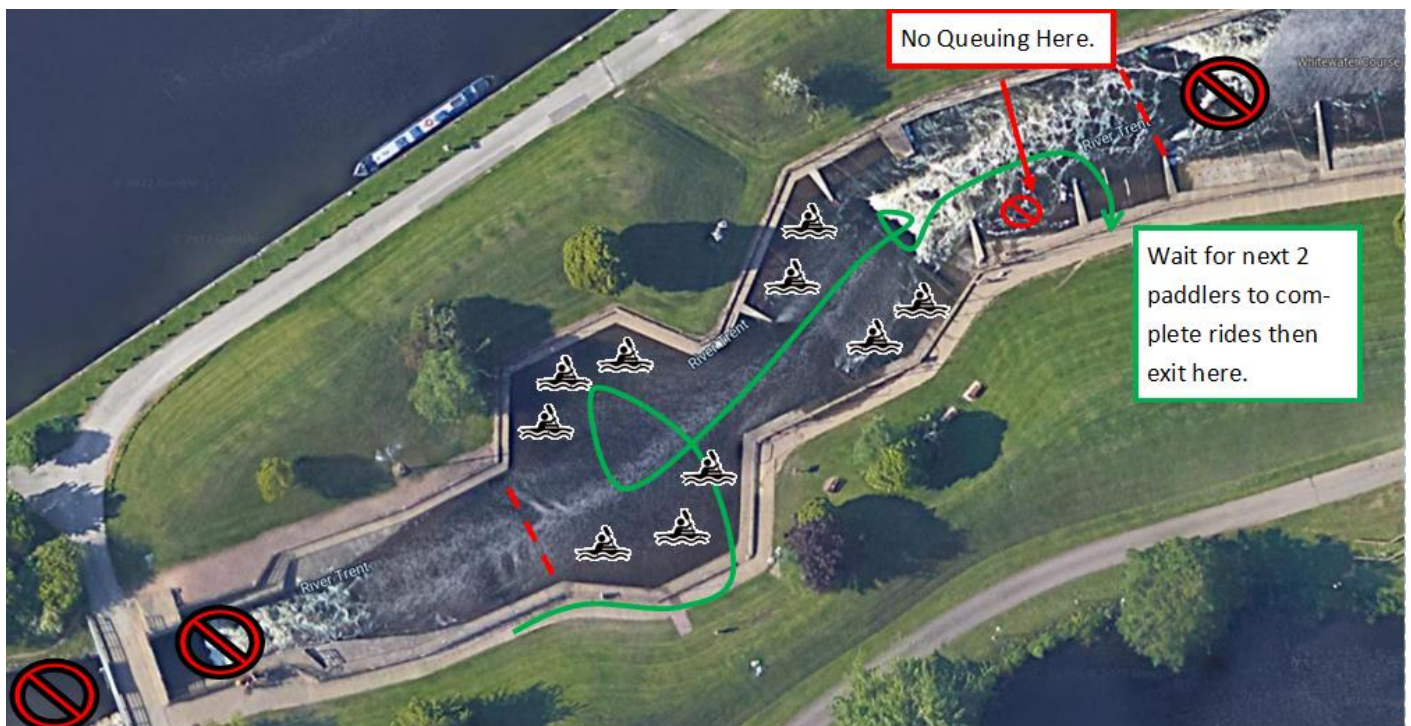 No Queuing Here.
Whitewater Course
River Trent
Wait for next 2
paddlers to com-
plete rides then
exit here.
River Trent
River Trent